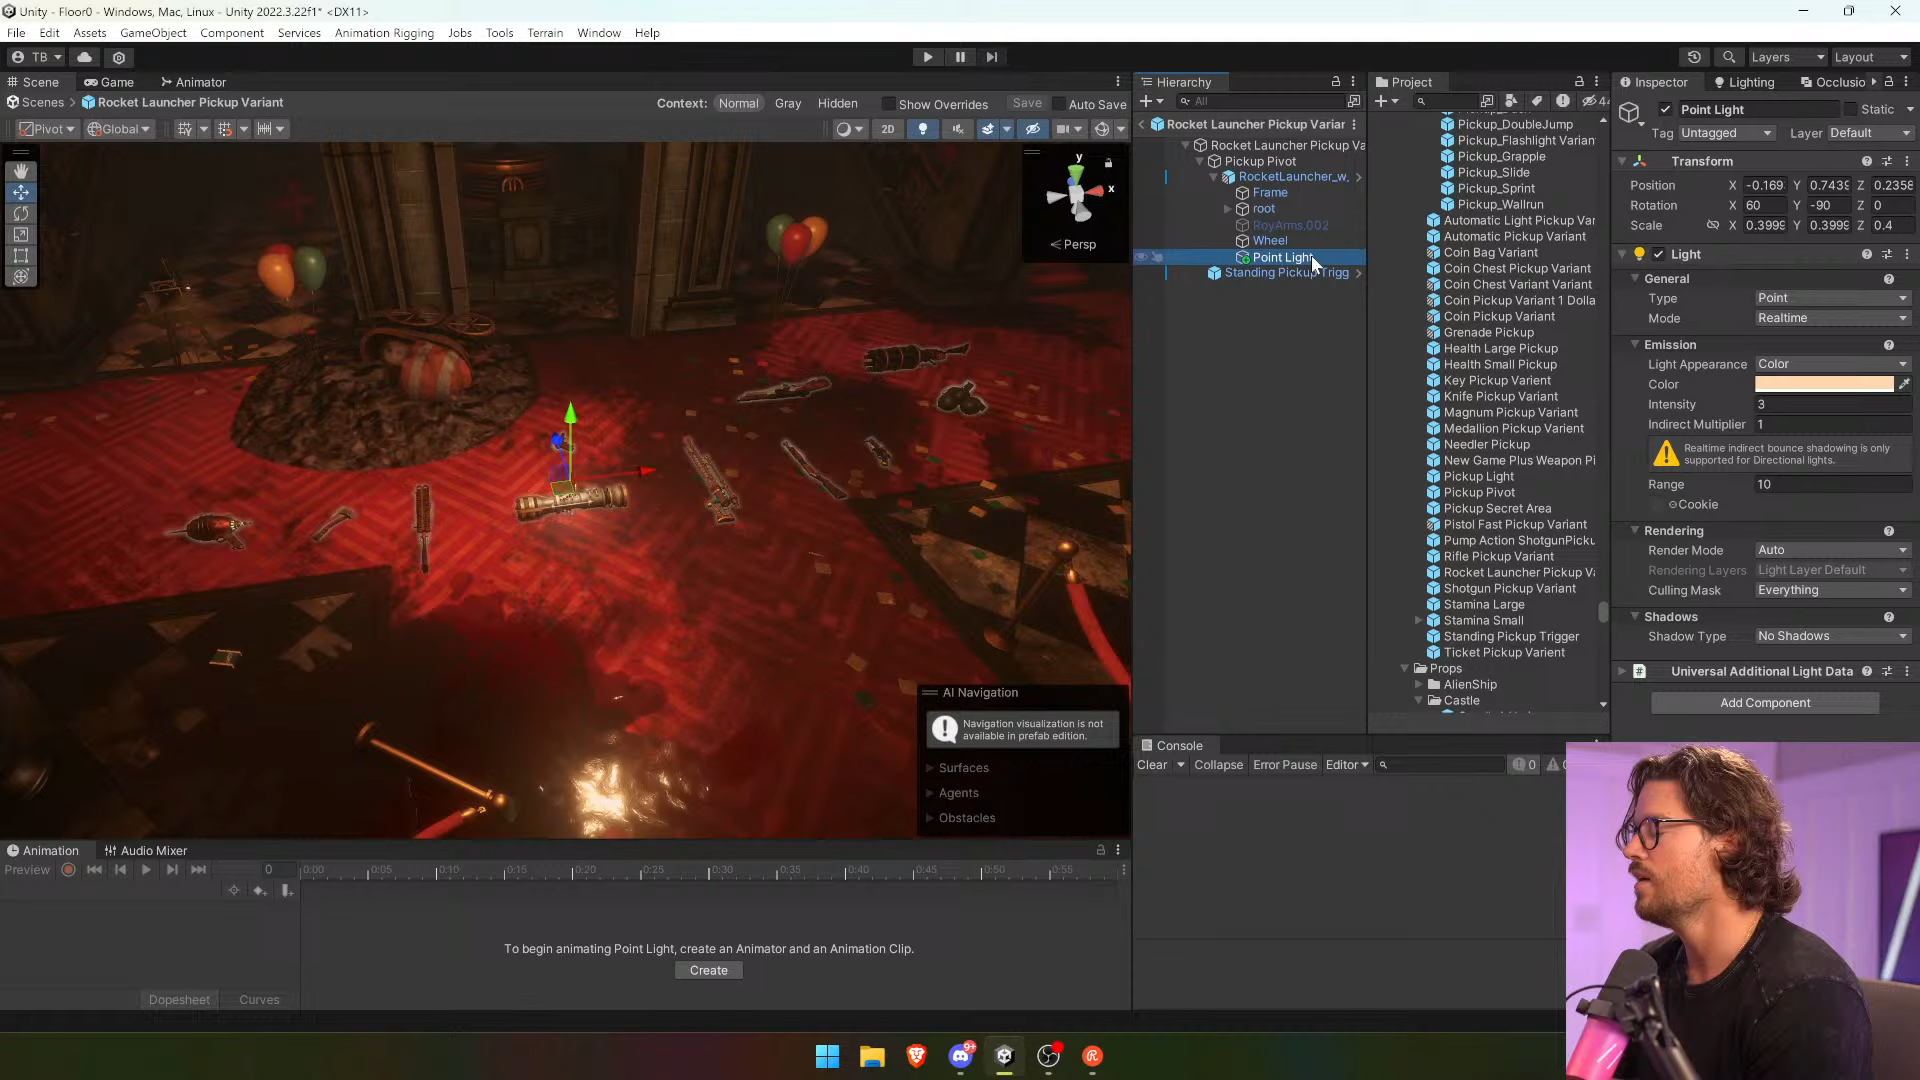 Unity - Floor0 - Windows, Mac, Linux - Unity 2022.3.22f1* <DX11>
File Edit Assets GameObject Component Services Animation Rigging Jobs Tools Terrain Window Help
TB
Layers Layout
Scene Game Animator
Scenes Rocket Launcher Pickup Variant
Context: Normal Gray Hidden Show Overrides Save Auto Save
Pivot Global 2D
y
x
Persp
AI Navigation
Navigation visualization is not
available in prefab edition.
Surfaces
Agents
Obstacles
Hierarchy
All
Rocket Launcher Pickup Variar
Rocket Launcher Pickup Va
Pickup Pivot
RocketLauncher_w.
Frame
root
RoyArms.002
Wheel
Point Light
Standing Pickup Trigg
Project
Pickup_DoubleJump
Pickup_Flashlight Varian
Pickup_Grapple
Pickup_Slide
Pickup_Sprint
Pickup_Wallrun
Automatic Light Pickup Var
Automatic Pickup Variant
Coin Bag Variant
Coin Chest Pickup Variant
Coin Chest Variant Variant
Coin Pickup Variant 1 Dolla
Coin Pickup Variant
Grenade Pickup
Health Large Pickup
Health Small Pickup
Key Pickup Varient
Knife Pickup Variant
Magnum Pickup Variant
Medallion Pickup Variant
Needler Pickup
New Game Plus Weapon Pi
Pickup Light
Pickup Pivot
Pickup Secret Area
Pistol Fast Pickup Variant
Pump Action ShotgunPicku
Rifle Pickup Variant
Rocket Launcher Pickup Va
Shotgun Pickup Variant
Stamina Large
Stamina Small
Standing Pickup Trigger
Ticket Pickup Varient
Props
AlienShip
Castle
Inspector Lighting Occlusio
Point Light Static
Tag Untagged Layer Default
Transform
Position X -0.169 Y 0.7439 Z 0.2358
Rotation X 60 Y -90 Z 0
Scale X 0.3999 Y 0.3999 Z 0.4
Light
General
Type Point
Mode Realtime
Emission
Light Appearance Color
Color
Intensity 3
Indirect Multiplier 1
Realtime indirect bounce shadowing is only
supported for Directional lights.
Range 10
Cookie
Rendering
Render Mode Auto
Rendering Layers Light Layer Default
Culling Mask Everything
Shadows
Shadow Type No Shadows
Universal Additional Light Data
Add Component
Console
Clear Collapse Error Pause Editor 0
Animation Audio Mixer
Preview 0 0:00 0:05 0:10 0:15 0:20 0:25 0:30 0:35 0:40 0:45 0:50 0:55
To begin animating Point Light, create an Animator and an Animation Clip.
Create
Dopesheet Curves
9+